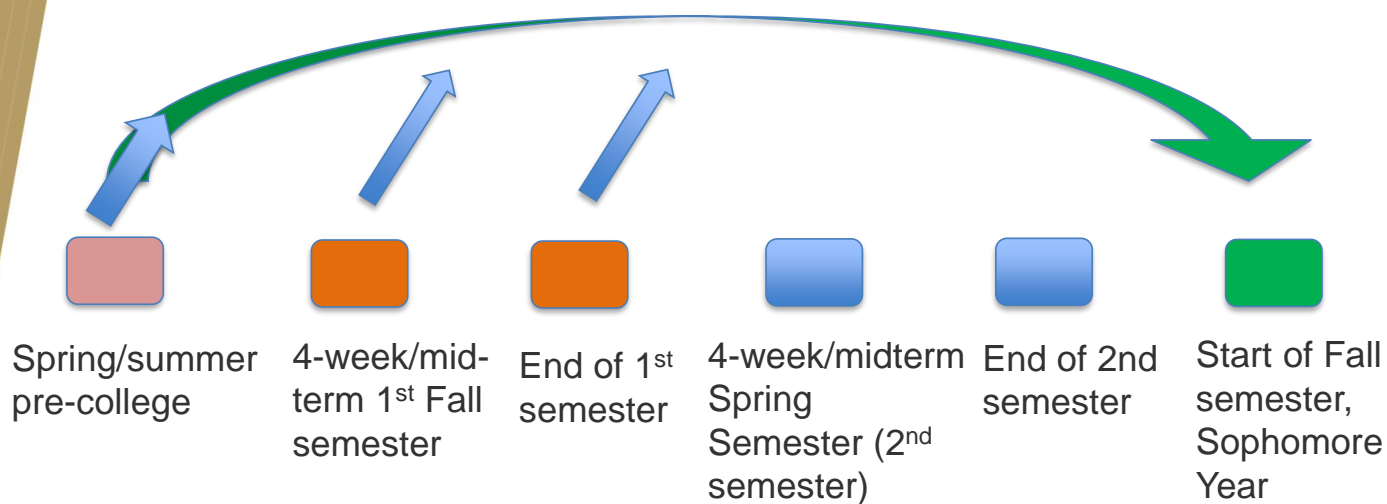 Spring/summer
pre-college
4-week/mid-
term 1st Fall
semester
End of 1st
semester
4-week/midterm
Spring
Semester (2nd
semester)
End of 2nd
semester
Start of Fall
semester,
Sophomore
Year